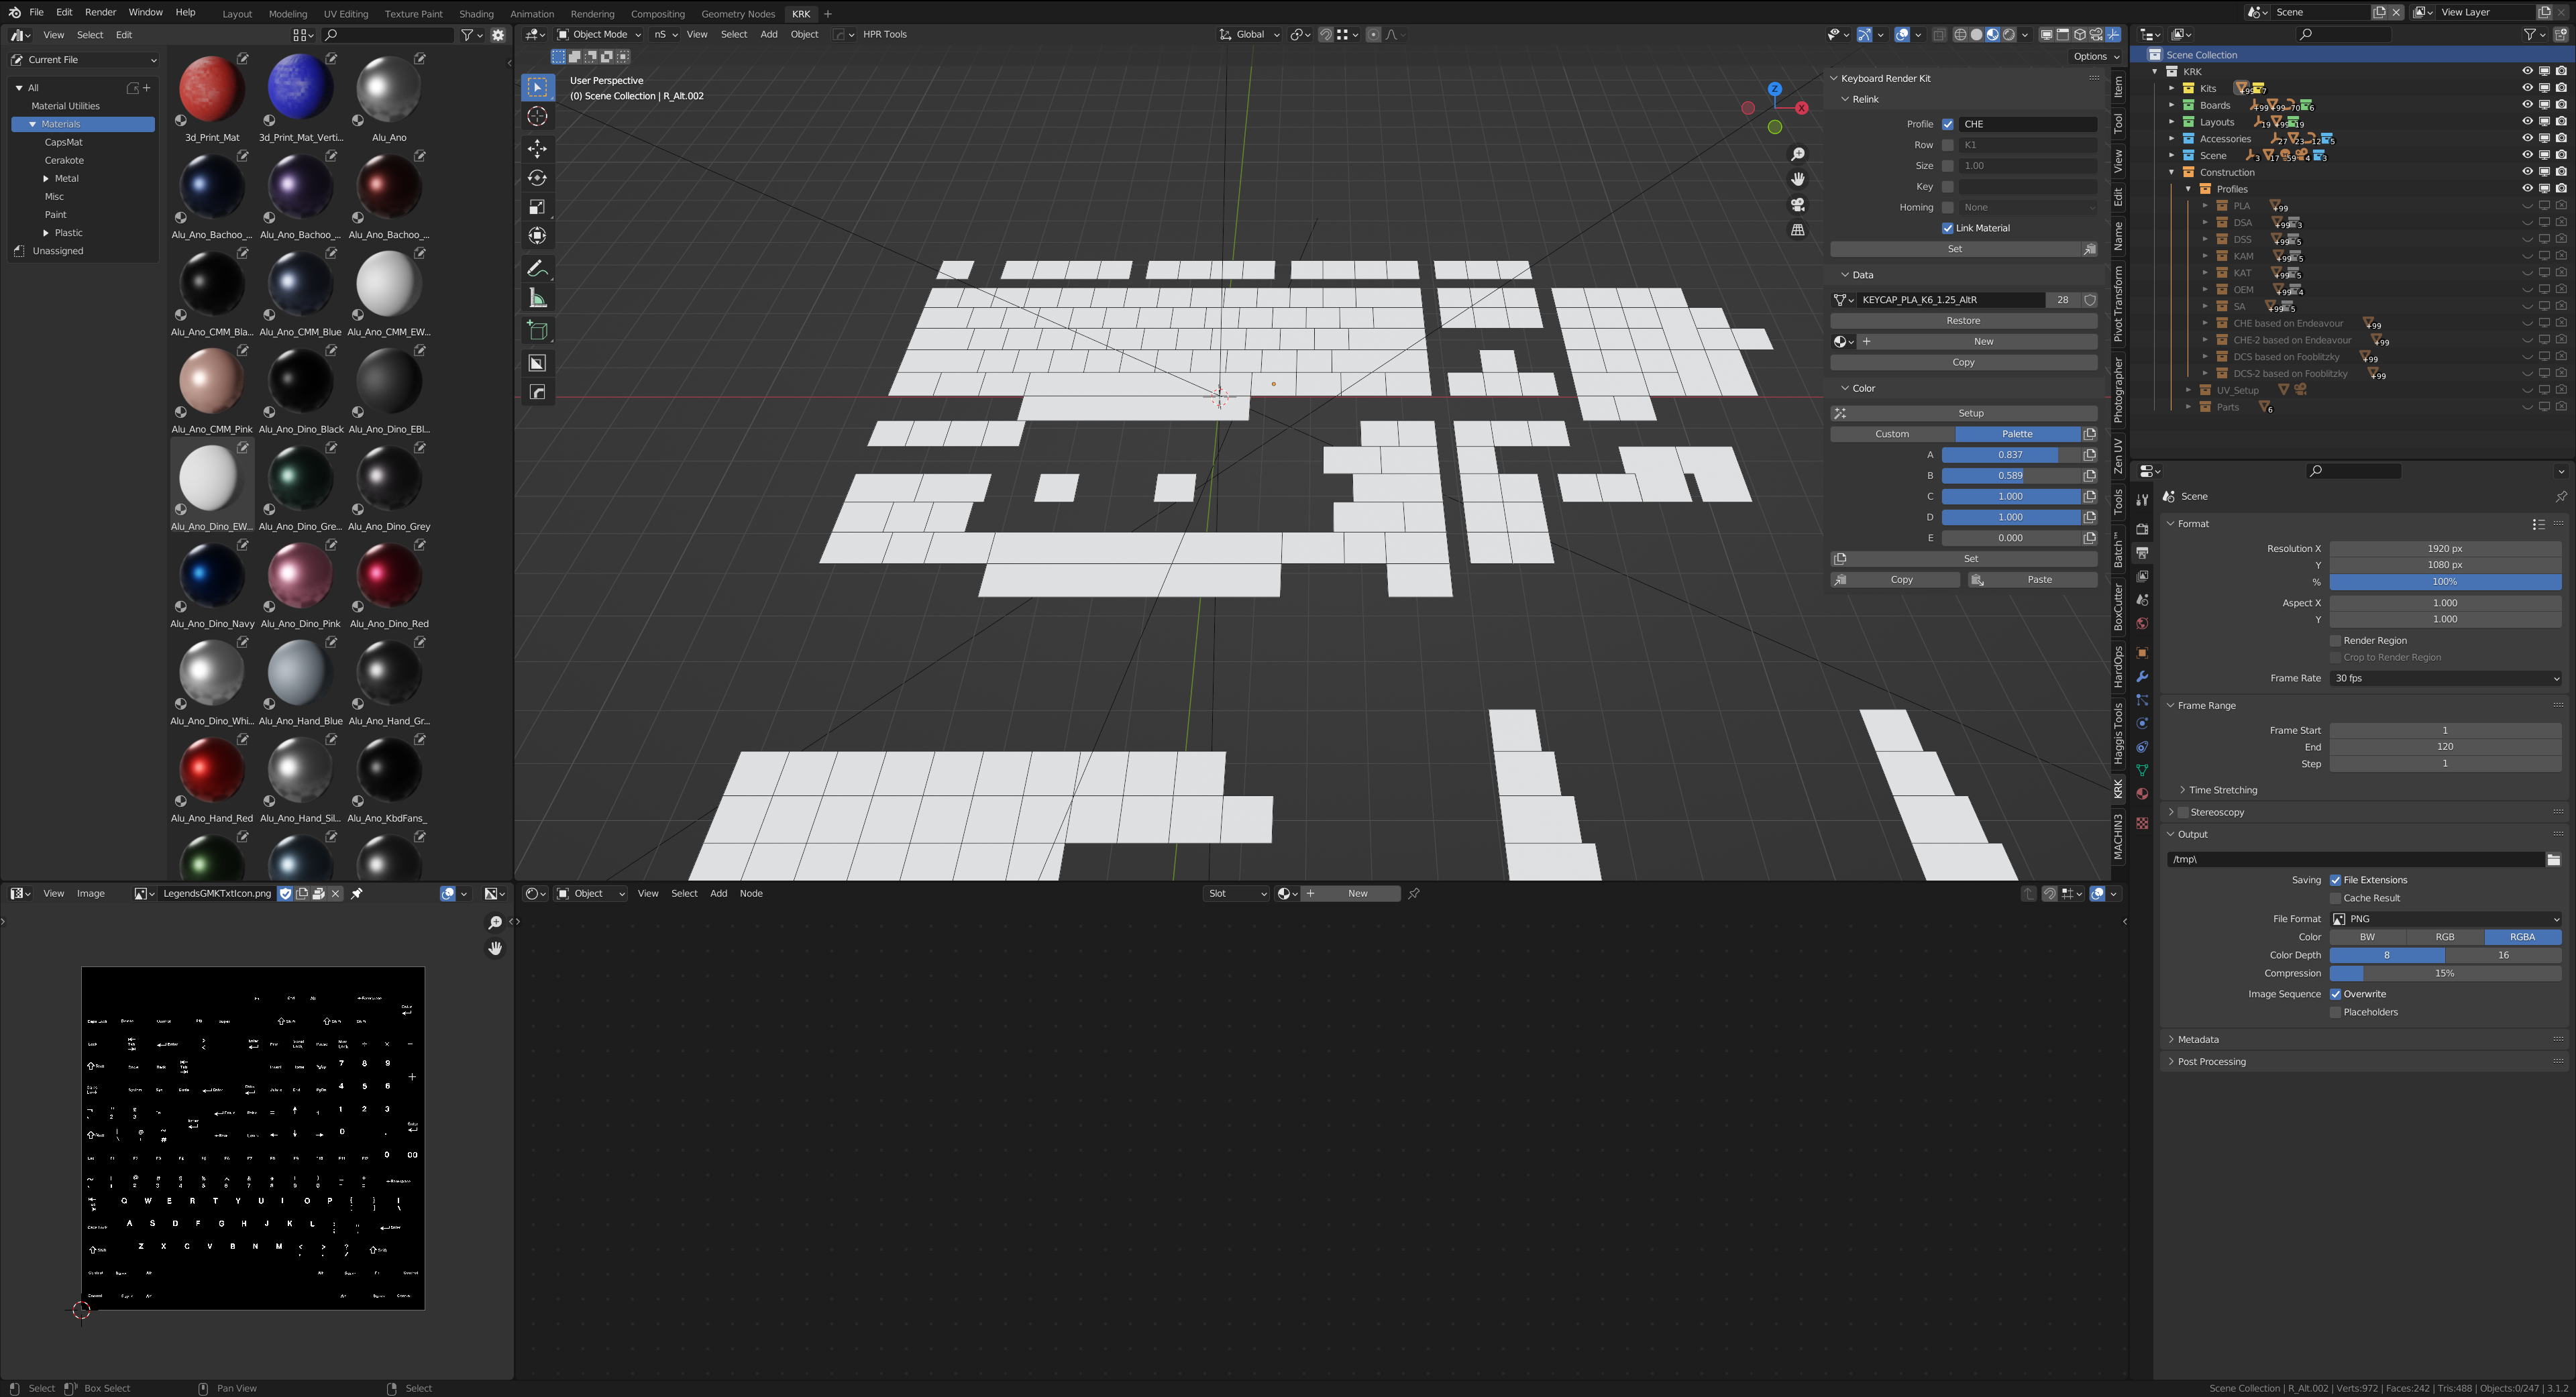 File Edit Render Window Help Layout Modeling UV Editing Texture Paint Shading Animation Rendering Compositing Geometry Nodes KRK + Scene View Layer
View Select Edit
Current File
All
Material Utilities
Materials
CapsMat
Cerakote
Metal
Misc
Paint
Plastic
Unassigned
3d_Print_Mat 3d_Print_Mat_Verti... Alu_Ano
Alu_Ano_Bachoo_... Alu_Ano_Bachoo_... Alu_Ano_Bachoo_...
Alu_Ano_CMM_Bla... Alu_Ano_CMM_Blue Alu_Ano_CMM_EW...
Alu_Ano_CMM_Pink Alu_Ano_Dino_Black Alu_Ano_Dino_EBl...
Alu_Ano_Dino_EW... Alu_Ano_Dino_Gre... Alu_Ano_Dino_Grey
Alu_Ano_Dino_Navy Alu_Ano_Dino_Pink Alu_Ano_Dino_Red
Alu_Ano_Dino_Whi... Alu_Ano_Hand_Blue Alu_Ano_Hand_Gr...
Alu_Ano_Hand_Red Alu_Ano_Hand_Sil... Alu_Ano_KbdFans_
Object Mode nS View Select Add Object HPR Tools Global
Options
User Perspective
(0) Scene Collection | R_Alt.002
Z
X
Keyboard Render Kit
Relink
Profile CHE
Row K1
Size 1.00
Key
Homing None
Link Material
Set
Data
KEYCAP_PLA_K6_1.25_AltR 28
Restore
New
Copy
Color
Setup
Custom Palette
A 0.837
B 0.589
C 1.000
D 1.000
E 0.000
Set
Copy Paste
Item
Tool
View
Edit
Name
Pivot Transform
Photographer
Zen UV
Tools
Batch™
BoxCutter
HardOps
Haggis Tools
KRK
MACHIN3
Scene Collection
KRK
Kits
Boards
Layouts
Accessories
Scene
Construction
Profiles
PLA
DSA
DSS
KAM
KAT
OEM
SA
CHE based on Endeavour
CHE-2 based on Endeavour
DCS based on Fooblitzky
DCS-2 based on Fooblitzky
UV_Setup
Parts
Scene
Format
Resolution X 1920 px
Y 1080 px
% 100%
Aspect X 1.000
Y 1.000
Render Region
Crop to Render Region
Frame Rate 30 fps
Frame Range
Frame Start 1
End 120
Step 1
Time Stretching
Stereoscopy
Output
/tmp\
Saving File Extensions
Cache Result
File Format PNG
Color BW RGB RGBA
Color Depth 8 16
Compression 15%
Image Sequence Overwrite
Placeholders
Metadata
Post Processing
View Image LegendsGMKTxtIcon.png
Object View Select Add Node Slot New
7 8 9
4 5 6
1 2 3
0 .
0 00
Q W E R T Y U I O P
A S D F G H J K L
Z X C V B N M
Select Box Select Pan View Select
Scene Collection | R_Alt.002 | Verts:972 | Faces:242 | Tris:488 | Objects:0/247 | 3.1.2